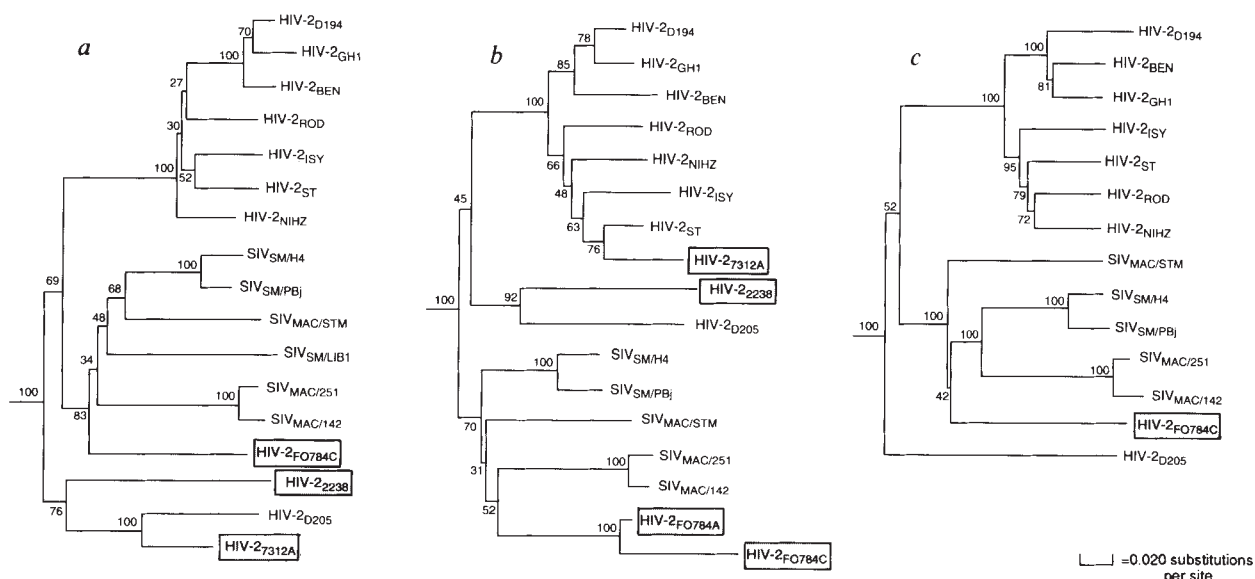 a
70
HIV-2D194
100
HIV-2GH1
27
HIV-2BEN
30
HIV-2ROD
100
HIV-2ISY
52
HIV-2ST
HIV-2NIHZ
69
100
SIVSM/H4
68
SIVSM/PBj
48
SIVMAC/STM
34
SIVSM/LIB1
100
SIVMAC/251
SIVMAC/142
100
83
HIV-2FO784C
HIV-22238
76
100
HIV-2D205
HIV-27312A
b
78
HIV-2D194
85
HIV-2GH1
HIV-2BEN
100
HIV-2ROD
66
HIV-2NIHZ
48
HIV-2ISY
45
63
HIV-2ST
76
HIV-27312A
92
HIV-22238
100
HIV-2D205
SIVSM/H4
100
SIVSM/PBj
70
SIVMAC/STM
31
100
SIVMAC/251
SIVMAC/142
52
HIV-2FO784A
100
HIV-2FO784C
c
100
HIV-2D194
HIV-2BEN
81
HIV-2GH1
100
HIV-2ISY
95
HIV-2ST
79
HIV-2ROD
52
72
HIV-2NIHZ
SIVMAC/STM
100
SIVSM/H4
SIVSM/PBj
100
100
100
SIVMAC/251
100
SIVMAC/142
42
HIV-2FO784C
HIV-2D205
=0.020 substitutions
per site